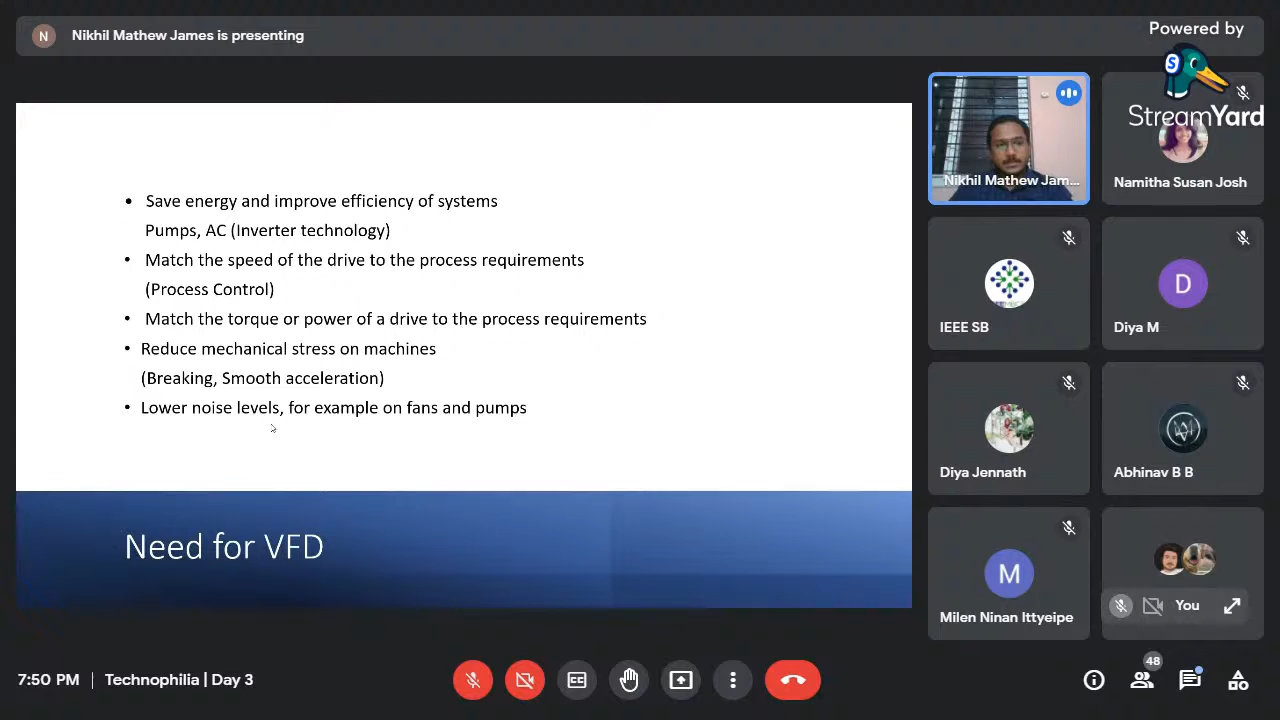 N Nikhil Mathew James is presenting
Powered by
StreamYard
• Save energy and improve efficiency of systems
Pumps, AC (Inverter technology)
• Match the speed of the drive to the process requirements
(Process Control)
• Match the torque or power of a drive to the process requirements
• Reduce mechanical stress on machines
(Breaking, Smooth acceleration)
• Lower noise levels, for example on fans and pumps
Need for VFD
Nikhil Mathew Jam...
Namitha Susan Josh
IEEE SB
D
Diya M
Diya Jennath
Abhinav B B
M
Milen Ninan Ittyeipe
You
7:50 PM | Technophilia | Day 3
CC
48